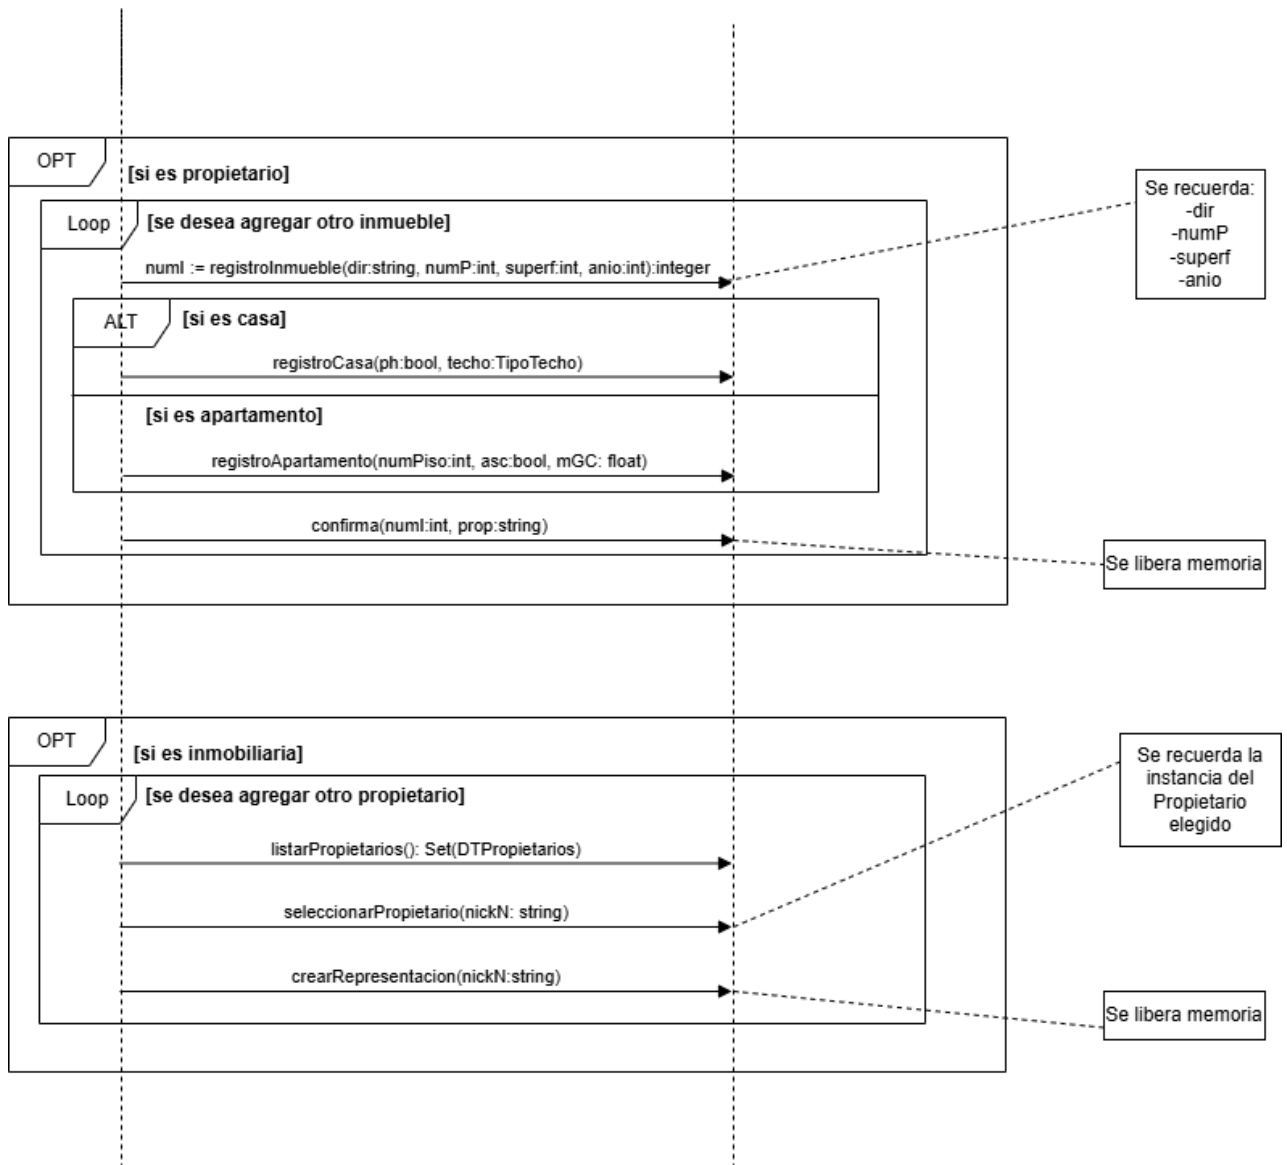 OPT
[si es propietario]
Loop
[se desea agregar otro inmueble]
numI := registroInmueble(dir:string, numP:int, superf:int, anio:int):integer
Se recuerda:
-dir
-numP
-superf
-anio
ALT
[si es casa]
registroCasa(ph:bool, techo:TipoTecho)
[si es apartamento]
registroApartamento(numPiso:int, asc:bool, mGC: float)
confirma(numI:int, prop:string)
Se libera memoria
OPT
[si es inmobiliaria]
Loop
[se desea agregar otro propietario]
Se recuerda la
instancia del
Propietario
elegido
listarPropietarios(): Set(DTPropietarios)
seleccionarPropietario(nickN: string)
crearRepresentacion(nickN:string)
Se libera memoria